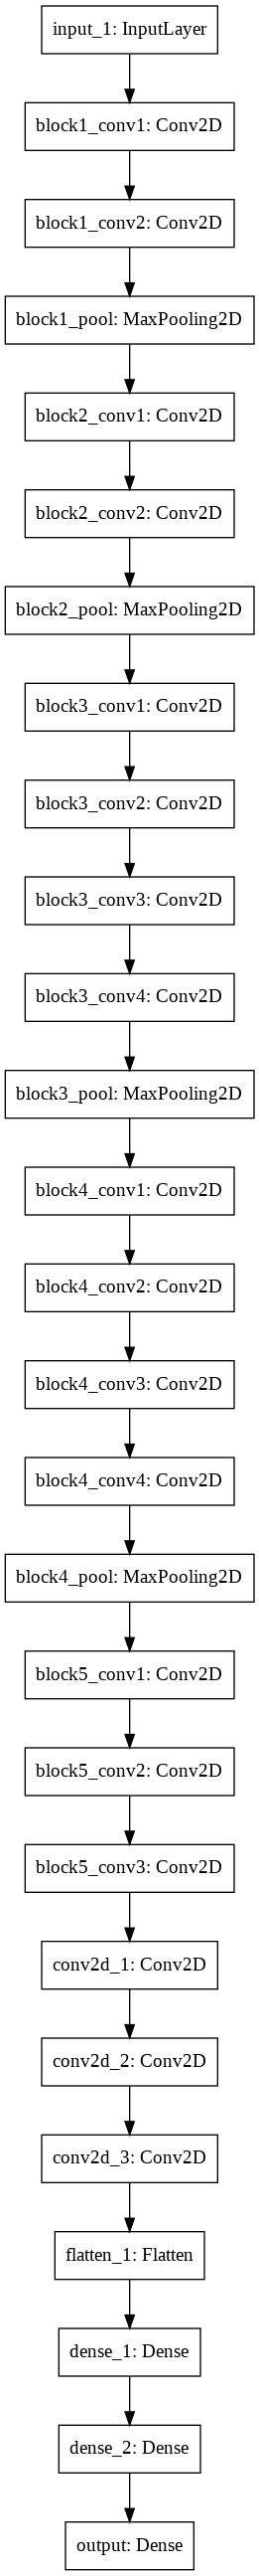 input_1: InputLayer
block1_conv1: Conv2D
block1_conv2: Conv2D
block1_pool: MaxPooling2D
block2_conv1: Conv2D
block2_conv2: Conv2D
block2_pool: MaxPooling2D
block3_conv1: Conv2D
block3_conv2: Conv2D
block3_conv3: Conv2D
block3_conv4: Conv2D
block3_pool: MaxPooling2D
block4_conv1: Conv2D
block4_conv2: Conv2D
block4_conv3: Conv2D
block4_conv4: Conv2D
block4_pool: MaxPooling2D
block5_conv1: Conv2D
block5_conv2: Conv2D
block5_conv3: Conv2D
conv2d_1: Conv2D
conv2d_2: Conv2D
conv2d_3: Conv2D
flatten_1: Flatten
dense_1: Dense
dense_2: Dense
output: Dense